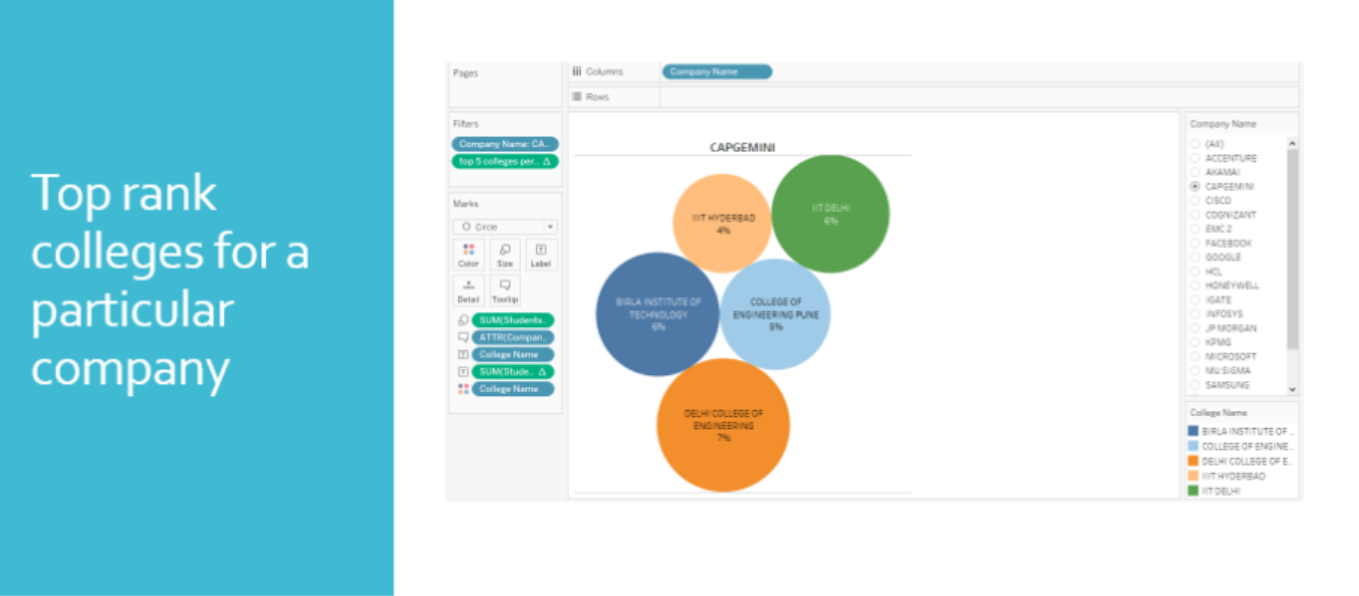 Top rank
colleges for a
particular
company
Pages
Columns
Company Name
Rows
Filters
Company Name: CA..
top 5 colleges per.. Δ
Marks
Circle
Color
Size
Label
Detail
Tooltip
SUM(Students..
ATTR(Compan..
College Name
SUM(Stude.. Δ
College Name
CAPGEMINI
IIIT HYDERBAD
4%
IIT DELHI
6%
BIRLA INSTITUTE OF
TECHNOLOGY
6%
COLLEGE OF
ENGINEERING PUNE
5%
DELHI COLLEGE OF
ENGINEERING
7%
Company Name
(All)
ACCENTURE
AKAMAI
CAPGEMINI
CISCO
COGNIZANT
EMC 2
FACEBOOK
GOOGLE
HCL
HONEYWELL
IGATE
INFOSYS
JP MORGAN
KPMG
MICROSOFT
MU SIGMA
SAMSUNG
College Name
BIRLA INSTITUTE OF ..
COLLEGE OF ENGINE..
DELHI COLLEGE OF E..
IIIT HYDERBAD
IIT DELHI